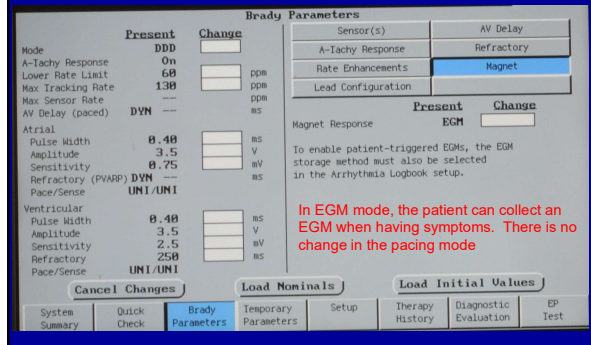 Brady Parameters
Present Change
Mode DDD
A-Tachy Response On
Lower Rate Limit 60 ppm
Max Tracking Rate 130 ppm
Max Sensor Rate -- ppm
AV Delay (paced) DYN -- ms
Atrial
Pulse Width 0.40 ms
Amplitude 3.5 V
Sensitivity 0.75 mV
Refractory (PVARP) DYN -- ms
Pace/Sense UNI/UNI
Ventricular
Pulse Width 0.40 ms
Amplitude 3.5 V
Sensitivity 2.5 mV
Refractory 250 ms
Pace/Sense UNI/UNI
Sensor(s) AV Delay
A-Tachy Response Refractory
Rate Enhancements Magnet
Lead Configuration
Present Change
Magnet Response EGM
To enable patient-triggered EGMs, the EGM
storage method must also be selected
in the Arrhythmia Logbook setup.
In EGM mode, the patient can collect an
EGM when having symptoms. There is no
change in the pacing mode
Cancel Changes Load Nominals Load Initial Values
System Summary Quick Check Brady Parameters Temporary Parameters Setup Therapy History Diagnostic Evaluation EP Test